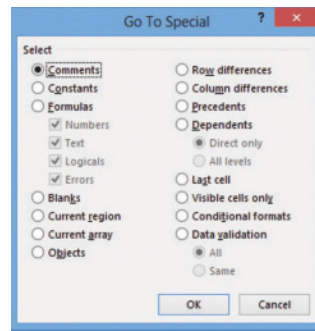 Go To Special
?
×
Select
Comments
Constants
Formulas
Numbers
Text
Logicals
Errors
Blanks
Current region
Current array
Objects
Row differences
Column differences
Precedents
Dependents
Direct only
All levels
Last cell
Visible cells only
Conditional formats
Data validation
All
Same
OK
Cancel